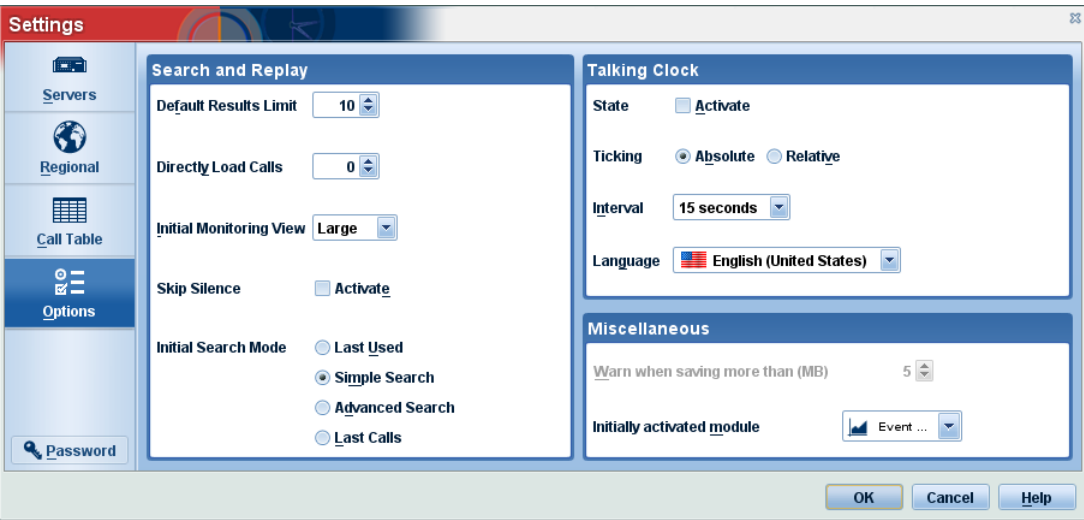 Settings
Servers
Regional
Call Table
Options
Password
Search and Replay
Default Results Limit 10
Directly Load Calls 0
Initial Monitoring View Large
Skip Silence Activate
Initial Search Mode Last Used
Simple Search
Advanced Search
Last Calls
Talking Clock
State Activate
Ticking Absolute Relative
Interval 15 seconds
Language English (United States)
Miscellaneous
Warn when saving more than (MB) 5
Initially activated module Event ...
OK Cancel Help